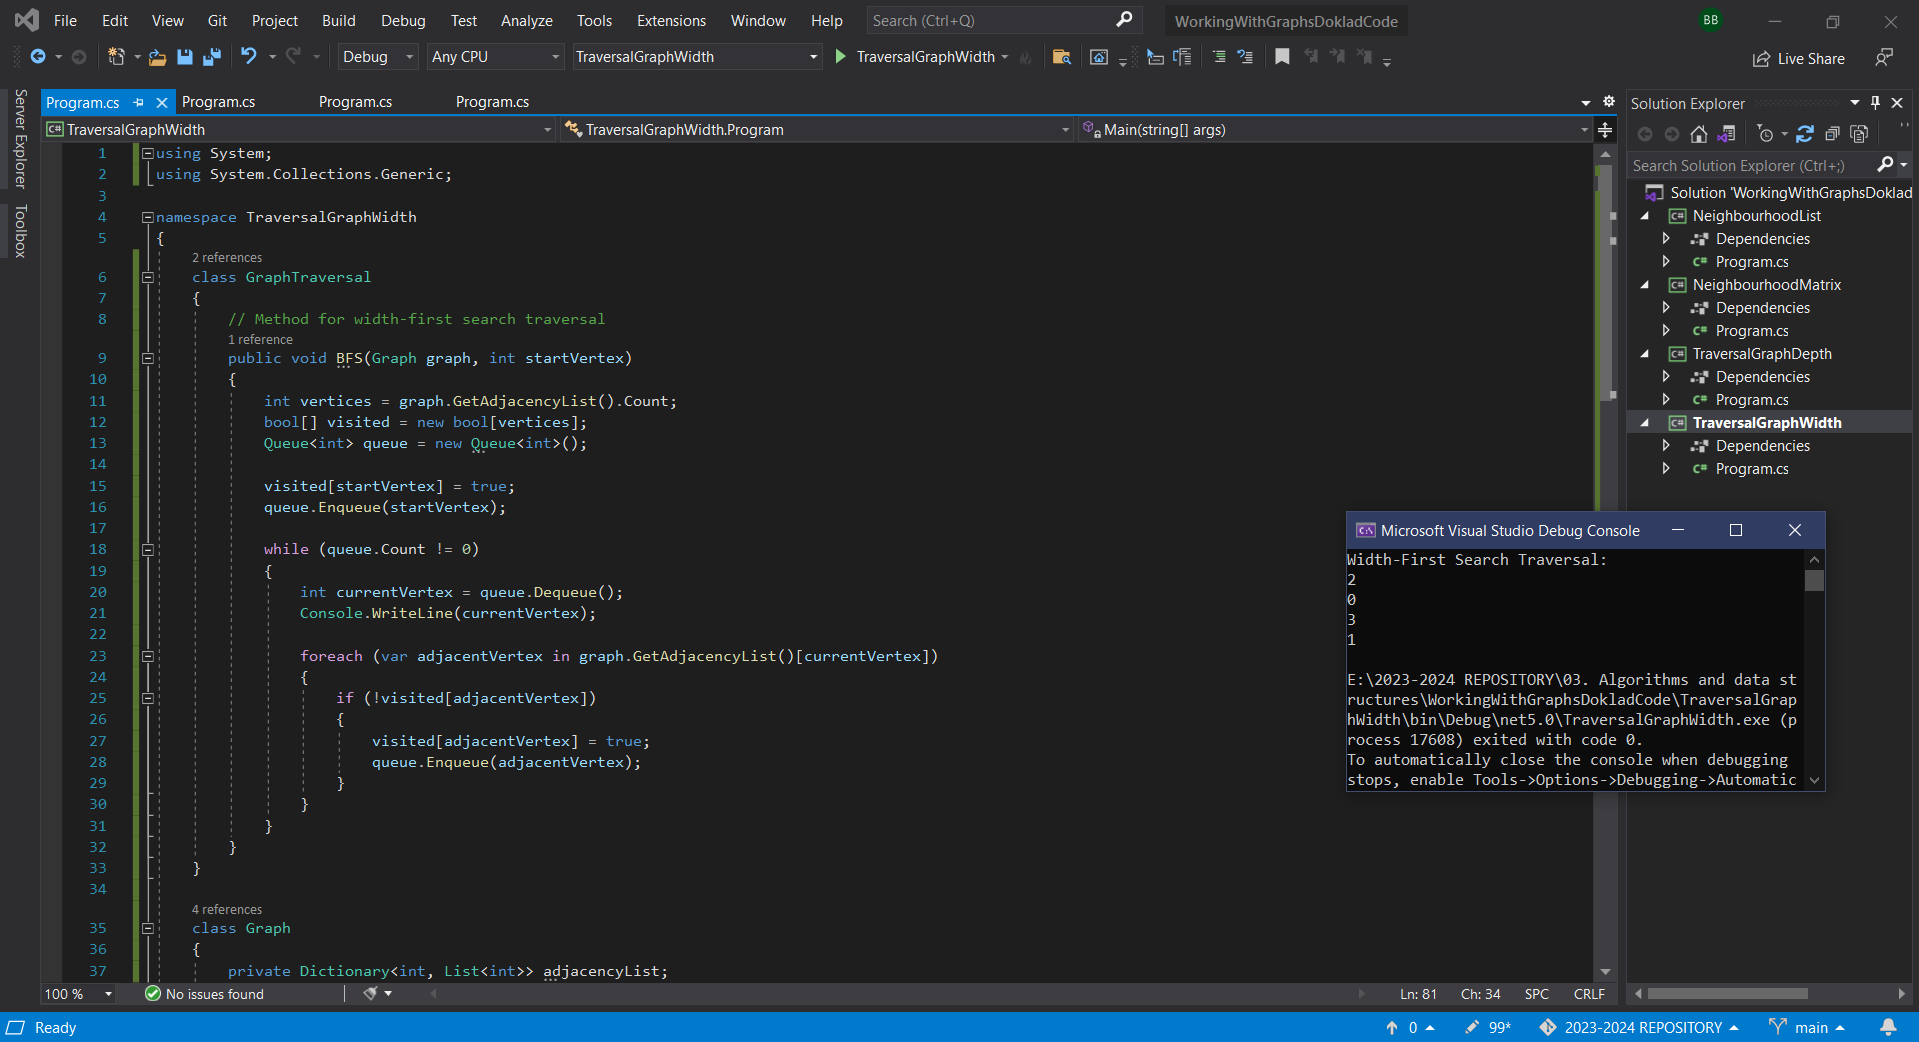 File Edit View Git Project Build Debug Test Analyze Tools Extensions Window Help Search (Ctrl+Q) WorkingWithGraphsDokladCode BB
Debug Any CPU TraversalGraphWidth TraversalGraphWidth Live Share
Server Explorer
Toolbox
Program.cs Program.cs Program.cs Program.cs
TraversalGraphWidth TraversalGraphWidth.Program Main(string[] args)
1 using System;
2 using System.Collections.Generic;
3
4 namespace TraversalGraphWidth
5 {
2 references
6 class GraphTraversal
7 {
8 // Method for width-first search traversal
1 reference
9 public void BFS(Graph graph, int startVertex)
10 {
11 int vertices = graph.GetAdjacencyList().Count;
12 bool[] visited = new bool[vertices];
13 Queue<int> queue = new Queue<int>();
14
15 visited[startVertex] = true;
16 queue.Enqueue(startVertex);
17
18 while (queue.Count != 0)
19 {
20 int currentVertex = queue.Dequeue();
21 Console.WriteLine(currentVertex);
22
23 foreach (var adjacentVertex in graph.GetAdjacencyList()[currentVertex])
24 {
25 if (!visited[adjacentVertex])
26 {
27 visited[adjacentVertex] = true;
28 queue.Enqueue(adjacentVertex);
29 }
30 }
31 }
32 }
33 }
34
4 references
35 class Graph
36 {
37 private Dictionary<int, List<int>> adjacencyList;
100 % No issues found Ln: 81 Ch: 34 SPC CRLF
Solution Explorer
Search Solution Explorer (Ctrl+;)
Solution 'WorkingWithGraphsDoklad
C# NeighbourhoodList
Dependencies
C# Program.cs
C# NeighbourhoodMatrix
Dependencies
C# Program.cs
C# TraversalGraphDepth
Dependencies
C# Program.cs
C# TraversalGraphWidth
Dependencies
C# Program.cs
Microsoft Visual Studio Debug Console
Width-First Search Traversal:
2
0
3
1
E:\2023-2024 REPOSITORY\03. Algorithms and data st
ructures\WorkingWithGraphsDokladCode\TraversalGrap
hWidth\bin\Debug\net5.0\TraversalGraphWidth.exe (p
rocess 17608) exited with code 0.
To automatically close the console when debugging
stops, enable Tools->Options->Debugging->Automatic
Ready 0 99* 2023-2024 REPOSITORY main